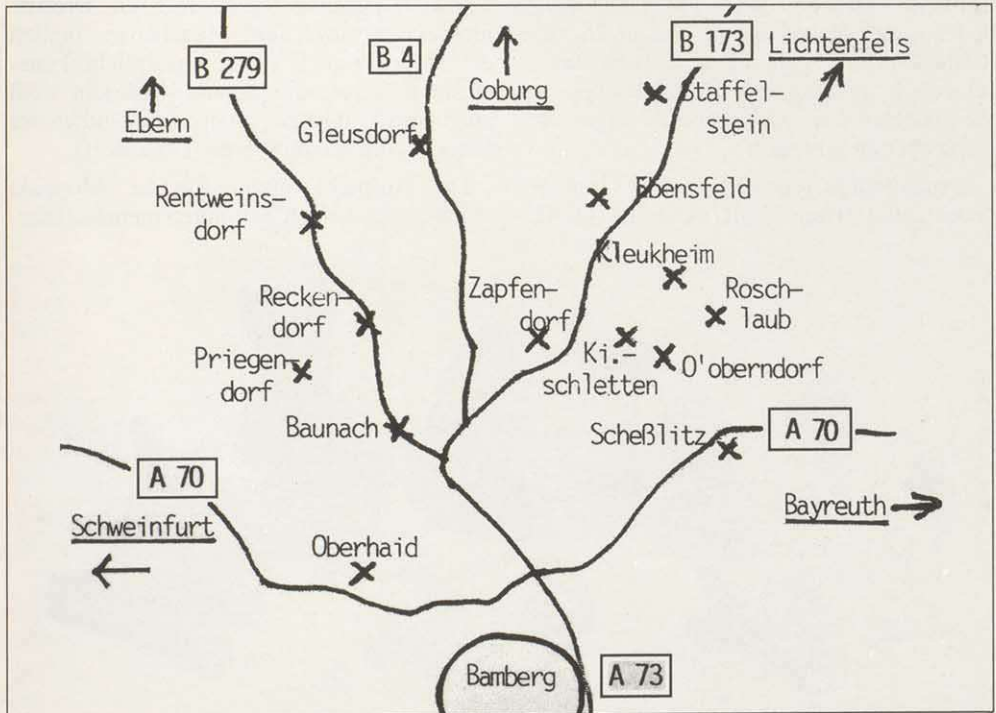 B 279
B 4
B 173
Lichtenfels
Ebern
Coburg
Staffel-
stein
Gleusdorf
Rentweins-
dorf
Ebensfeld
Kleukheim
Recken-
dorf
Zapfen-
dorf
Rosch-
laub
Priegen-
dorf
Ki.-
schletten
O'oberndorf
Baunach
Scheßlitz
A 70
A 70
Schweinfurt
Bayreuth
Oberhaid
Bamberg
A 73